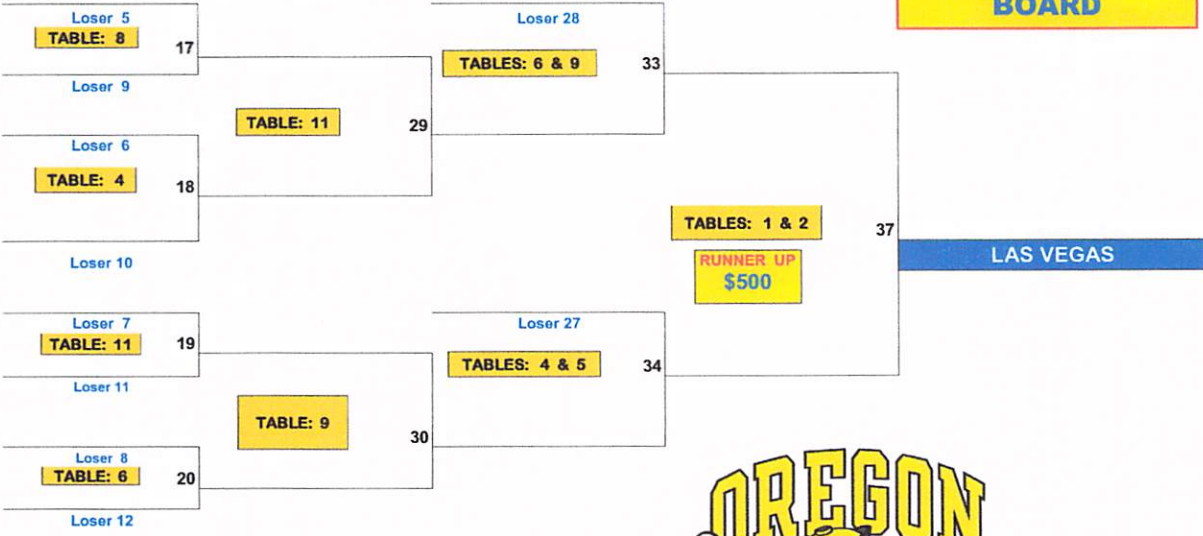 BOARD
Loser 5
TABLE: 8
17
Loser 9
Loser 6
TABLE: 4
18
Loser 10
Loser 7
TABLE: 11
19
Loser 11
Loser 8
TABLE: 6
20
Loser 12
TABLE: 11
29
TABLE: 9
30
Loser 28
TABLES: 6 & 9
33
Loser 27
TABLES: 4 & 5
34
TABLES: 1 & 2
37
RUNNER UP
$500
LAS VEGAS
OREGON